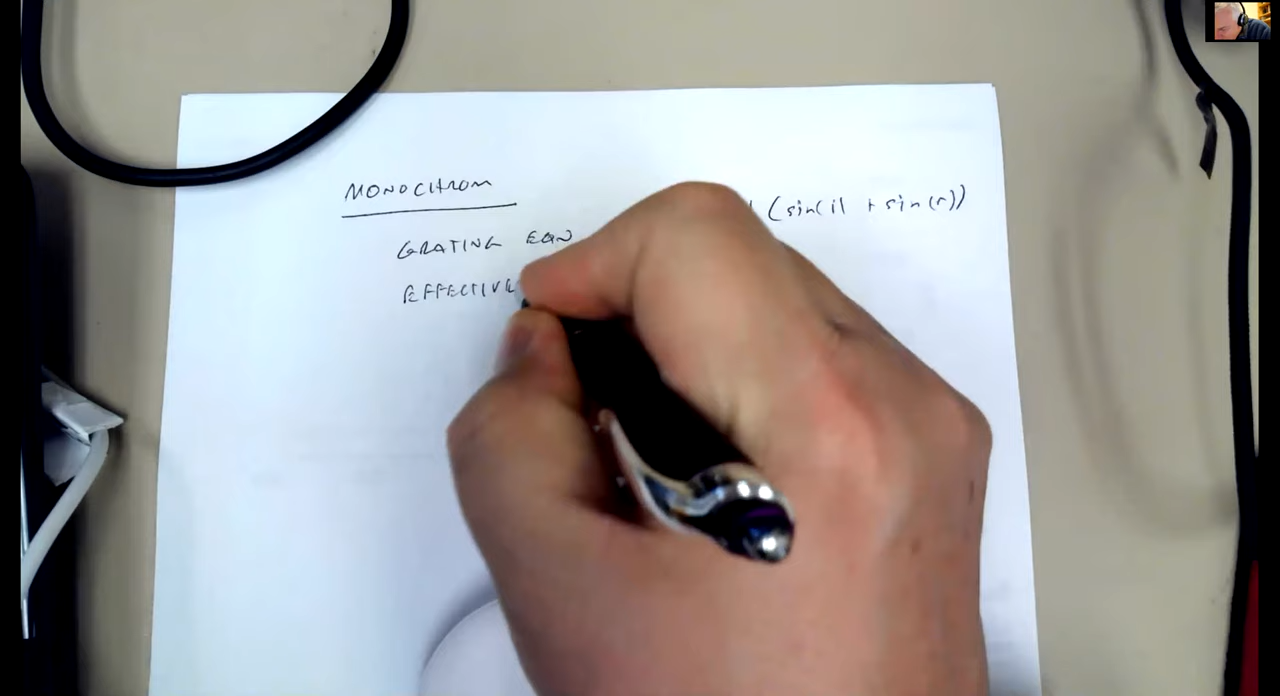 MONOCHROM
GRATING EQN (sin(i) + sin(r))
EFFECTIVE